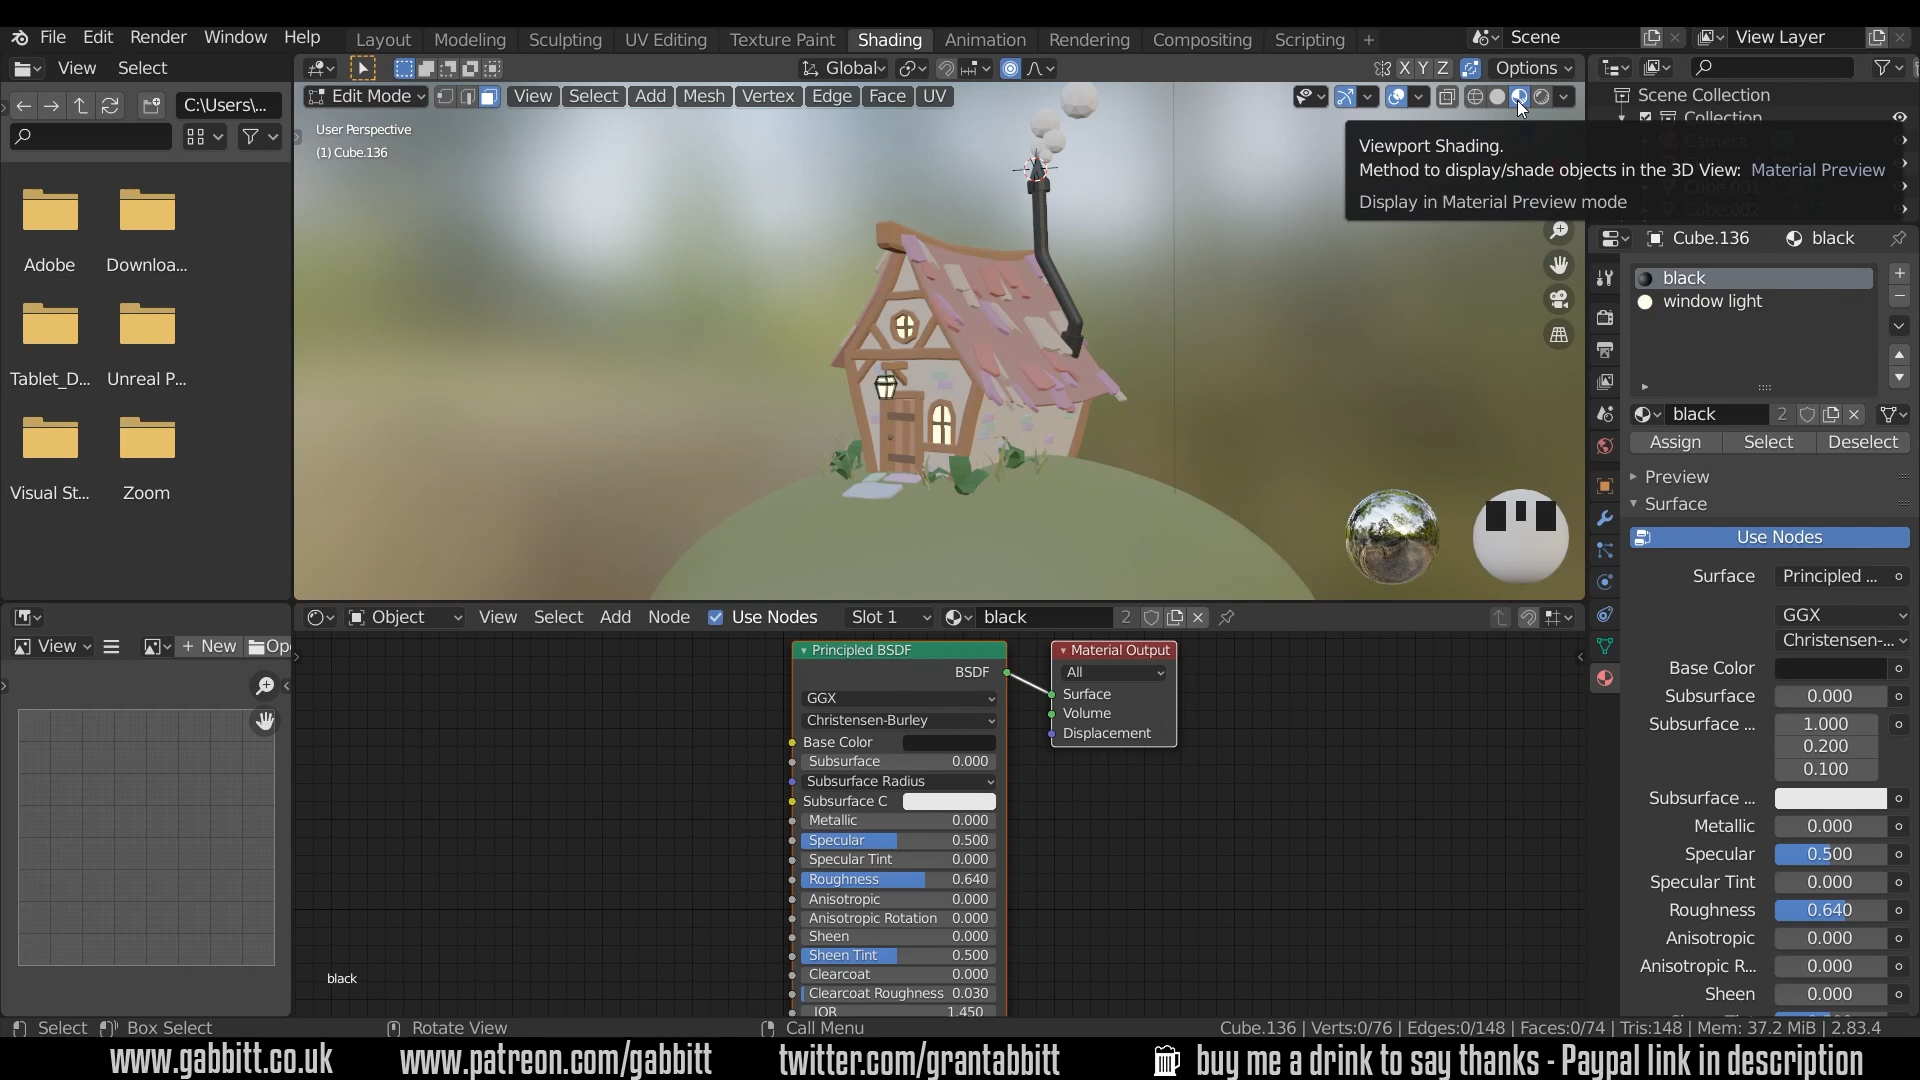 File Edit Render Window Help Layout Modeling Sculpting UV Editing Texture Paint Shading Animation Rendering Compositing Scripting + Scene View Layer
View Select Global X Y Z Options
C:\Users\...
Edit Mode View Select Add Mesh Vertex Edge Face UV
Scene Collection
Collection
User Perspective
(1) Cube.136
Viewport Shading.
Method to display/shade objects in the 3D View: Material Preview
Display in Material Preview mode
Camera
Cube.001
Cube.002
Adobe Downloa...
Tablet_D... Unreal P...
Visual St... Zoom
Cube.136 black
black
window light
black 2
Assign Select Deselect
Preview
Surface
Use Nodes
Surface Principled ...
GGX
Christensen-...
Base Color
Subsurface 0.000
Subsurface ... 1.000
0.200
0.100
Subsurface ...
Metallic 0.000
Specular 0.500
Specular Tint 0.000
Roughness 0.640
Anisotropic 0.000
Anisotropic R... 0.000
Sheen 0.000
View + New Op
Object View Select Add Node Use Nodes Slot 1 black 2
Principled BSDF
BSDF
GGX
Christensen-Burley
Base Color
Subsurface 0.000
Subsurface Radius
Subsurface C
Metallic 0.000
Specular 0.500
Specular Tint 0.000
Roughness 0.640
Anisotropic 0.000
Anisotropic Rotation 0.000
Sheen 0.000
Sheen Tint 0.500
Clearcoat 0.000
Clearcoat Roughness 0.030
IOR 1.450
Material Output
All
Surface
Volume
Displacement
black
Select Box Select Rotate View Call Menu Cube.136 | Verts:0/76 | Edges:0/148 | Faces:0/74 | Tris:148 | Mem: 37.2 MiB | 2.83.4
www.gabbitt.co.uk www.patreon.com/gabbitt twitter.com/grantabbitt buy me a drink to say thanks - Paypal link in description